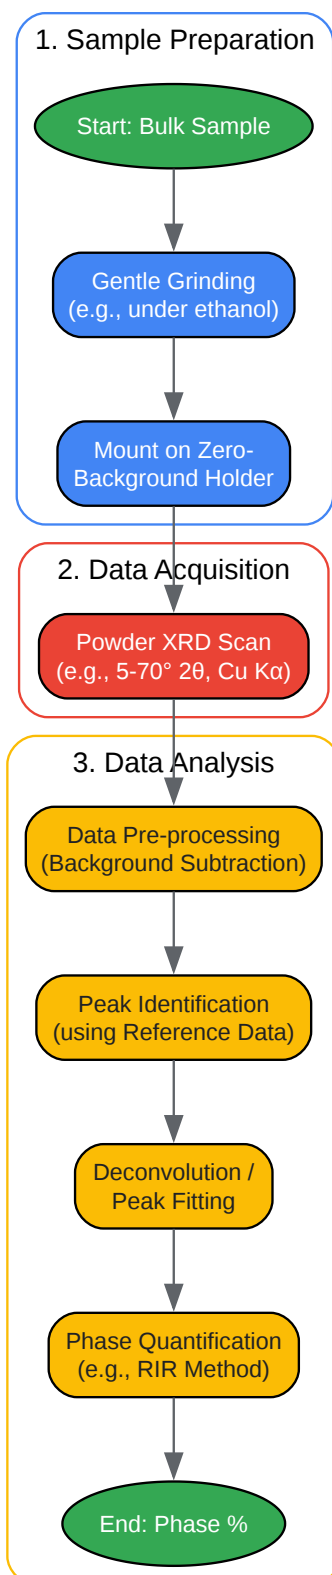 1. Sample Preparation
Start: Bulk Sample
Gentle Grinding
(e.g., under ethanol)
Mount on Zero-
Background Holder
2. Data Acquisition
Powder XRD Scan
(e.g., 5-70° 2θ, Cu Kα)
3. Data Analysis
Data Pre-processing
(Background Subtraction)
Peak Identification
(using Reference Data)
Deconvolution /
Peak Fitting
Phase Quantification
(e.g., RIR Method)
End: Phase %